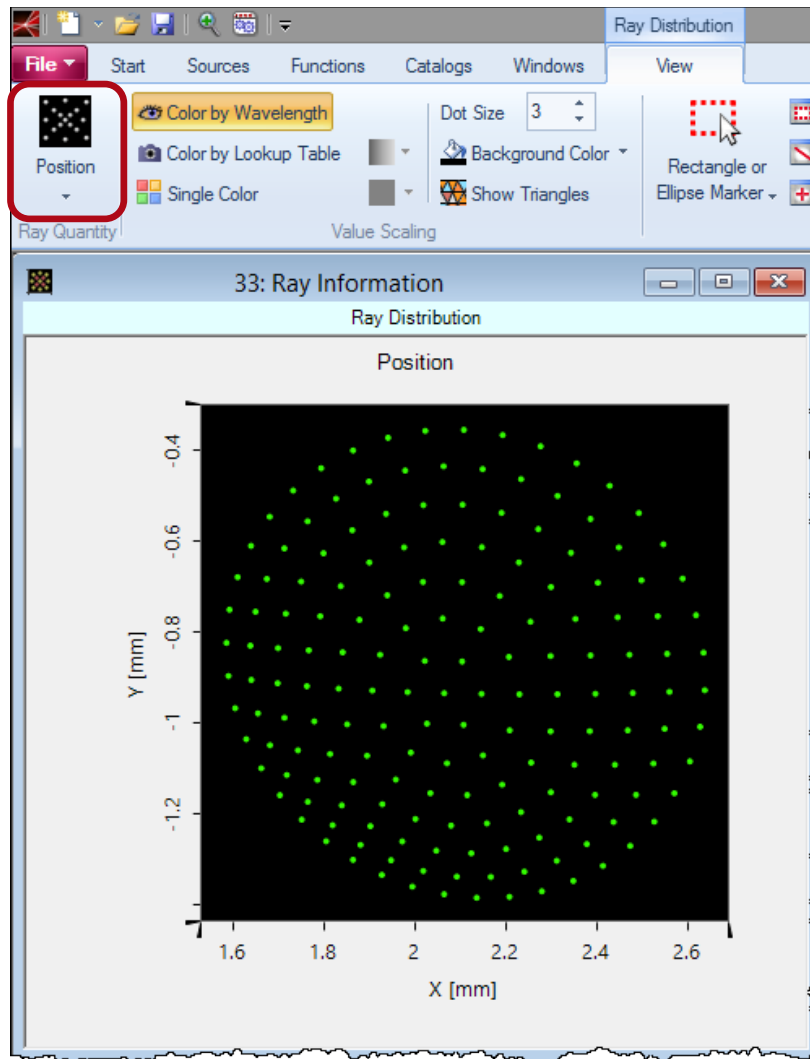 Ray Distribution
File Start Sources Functions Catalogs Windows View
Color by Wavelength Dot Size 3
Position Color by Lookup Table Background Color Rectangle or
Single Color Show Triangles Ellipse Marker
Ray Quantity Value Scaling
33: Ray Information
Ray Distribution
Position
-0.4
-0.6
-0.8
-1
-1.2
Y [mm]
1.6 1.8 2 2.2 2.4 2.6
X [mm]